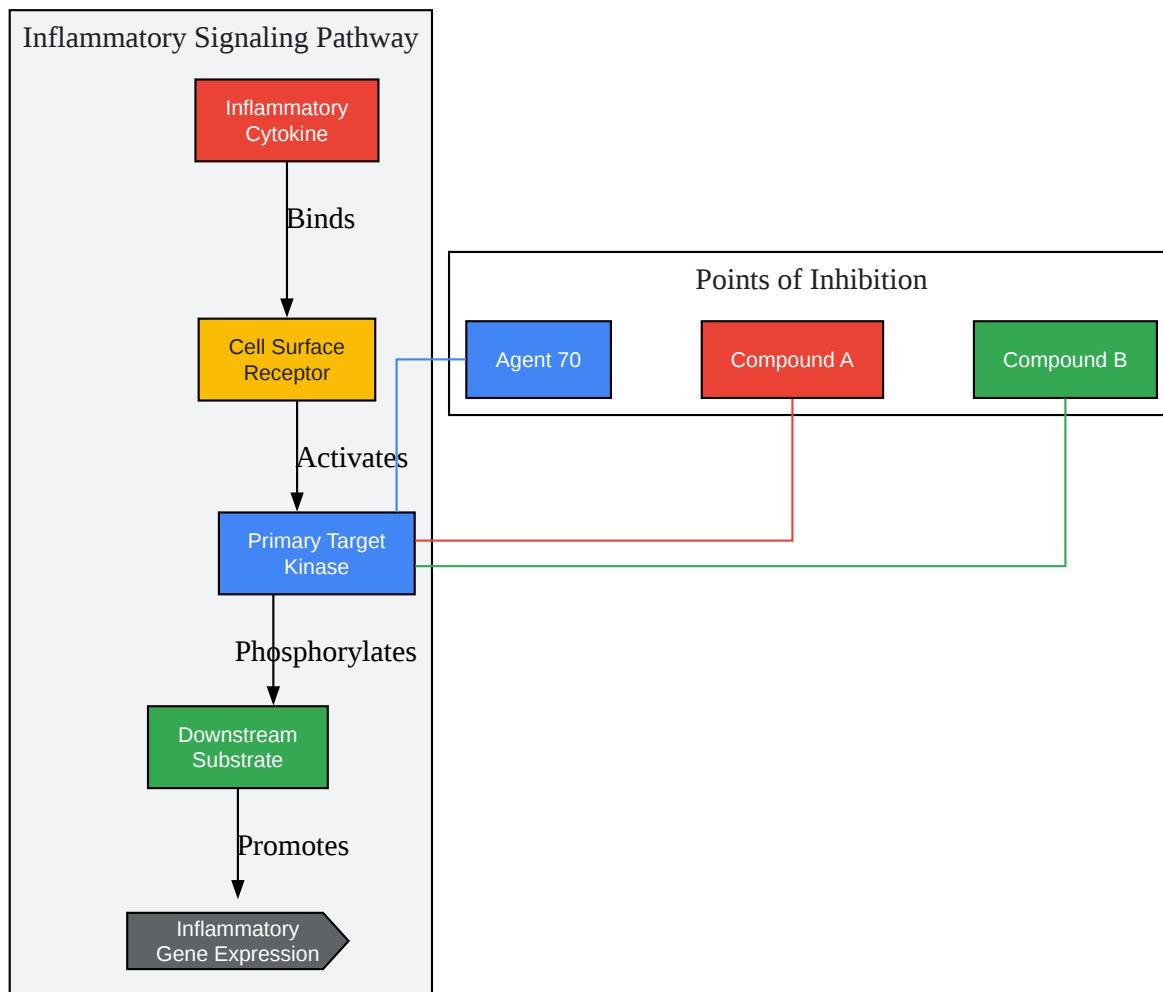 Inflammatory Signaling Pathway
Inflammatory
Cytokine
Binds
Cell Surface
Receptor
Activates
Primary Target
Kinase
Phosphorylates
Downstream
Substrate
Promotes
Inflammatory
Gene Expression
Points of Inhibition
Agent 70
Compound A
Compound B